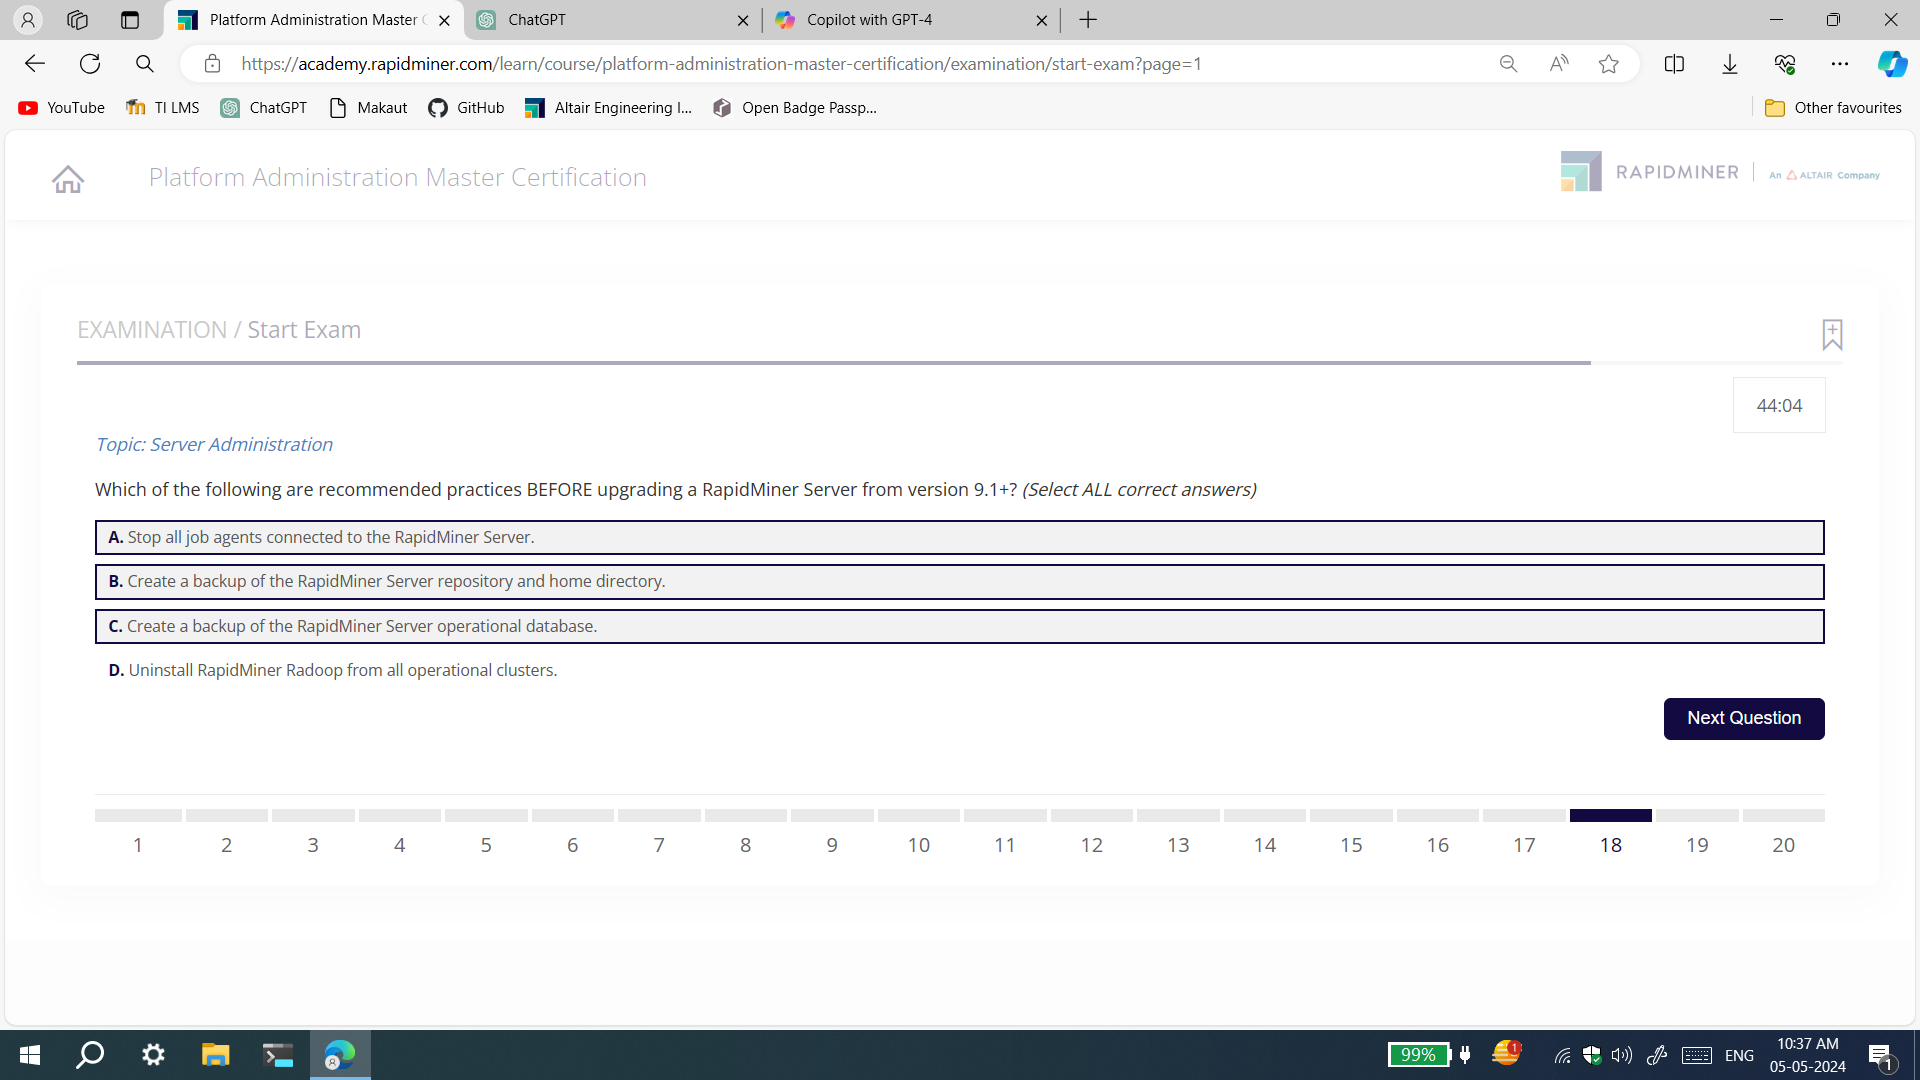 Platform Administration Master C
ChatGPT
Copilot with GPT-4
https://academy.rapidminer.com/learn/course/platform-administration-master-certification/examination/start-exam?page=1
YouTube
TI LMS
ChatGPT
Makaut
GitHub
Altair Engineering I...
Open Badge Passp...
Other favourites
Platform Administration Master Certification
RAPIDMINER
An ALTAIR Company
EXAMINATION / Start Exam
44:04
Topic: Server Administration
Which of the following are recommended practices BEFORE upgrading a RapidMiner Server from version 9.1+? (Select ALL correct answers)
A. Stop all job agents connected to the RapidMiner Server.
B. Create a backup of the RapidMiner Server repository and home directory.
C. Create a backup of the RapidMiner Server operational database.
D. Uninstall RapidMiner Radoop from all operational clusters.
Next Question
1 2 3 4 5 6 7 8 9 10 11 12 13 14 15 16 17 18 19 20
99%
1
ENG
10:37 AM
05-05-2024
1